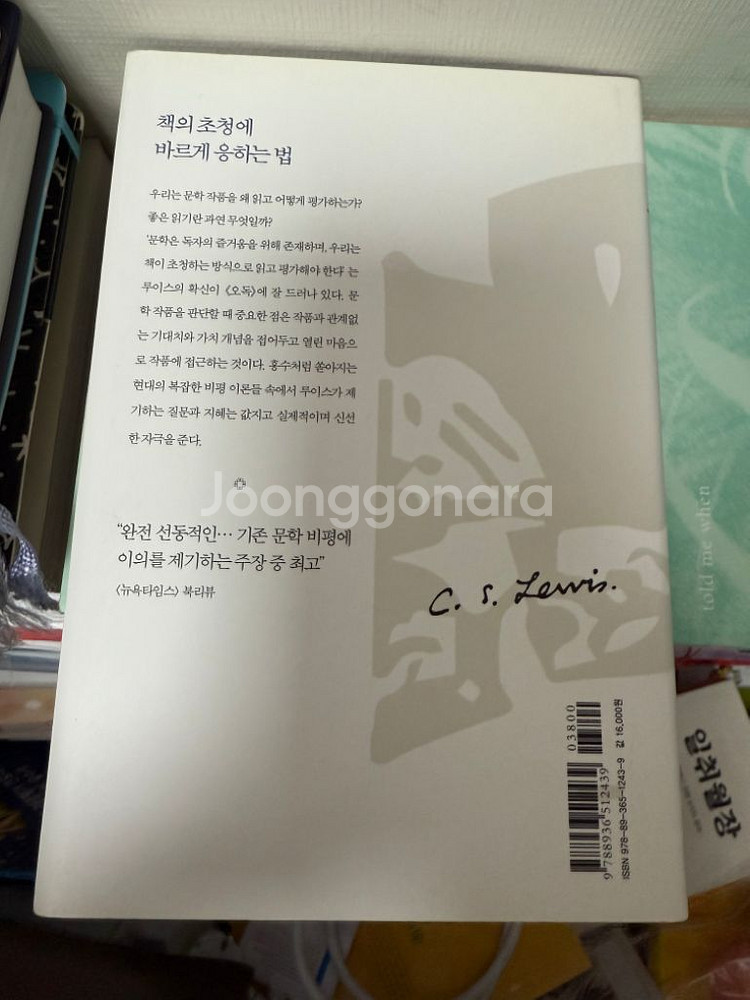 책의 초청에
바르게 응하는 법
우리는 문학 작품을 왜 읽고 어떻게 평가하는가?
좋은 읽기란 과연 무엇일까?
'문학은 독자의 즐거움을 위해 존재하며, 우리는
책이 초청하는 방식으로 읽고 평가해야 한다'는
루이스의 확신이 《오독》에 잘 드러나 있다. 문
학 작품을 판단할 때 중요한 점은 작품과 관계없
는 기대치와 가치 개념을 접어두고 열린 마음으
로 작품에 접근하는 것이다. 홍수처럼 쏟아지는
현대의 복잡한 비평 이론들 속에서 루이스가 제
기하는 질문과 지혜는 값지고 실제적이며 신선
한 자극을 준다.
Joonggonara
"완전 선동적인… 기존 문학 비평에
이의를 제기하는 주장 중 최고"
〈뉴욕타임스〉 북리뷰
C. S. Lewis.
told me when
일취월장
03800
9 788936 512439
ISBN 978-89-365-1243-9 값 16,000원